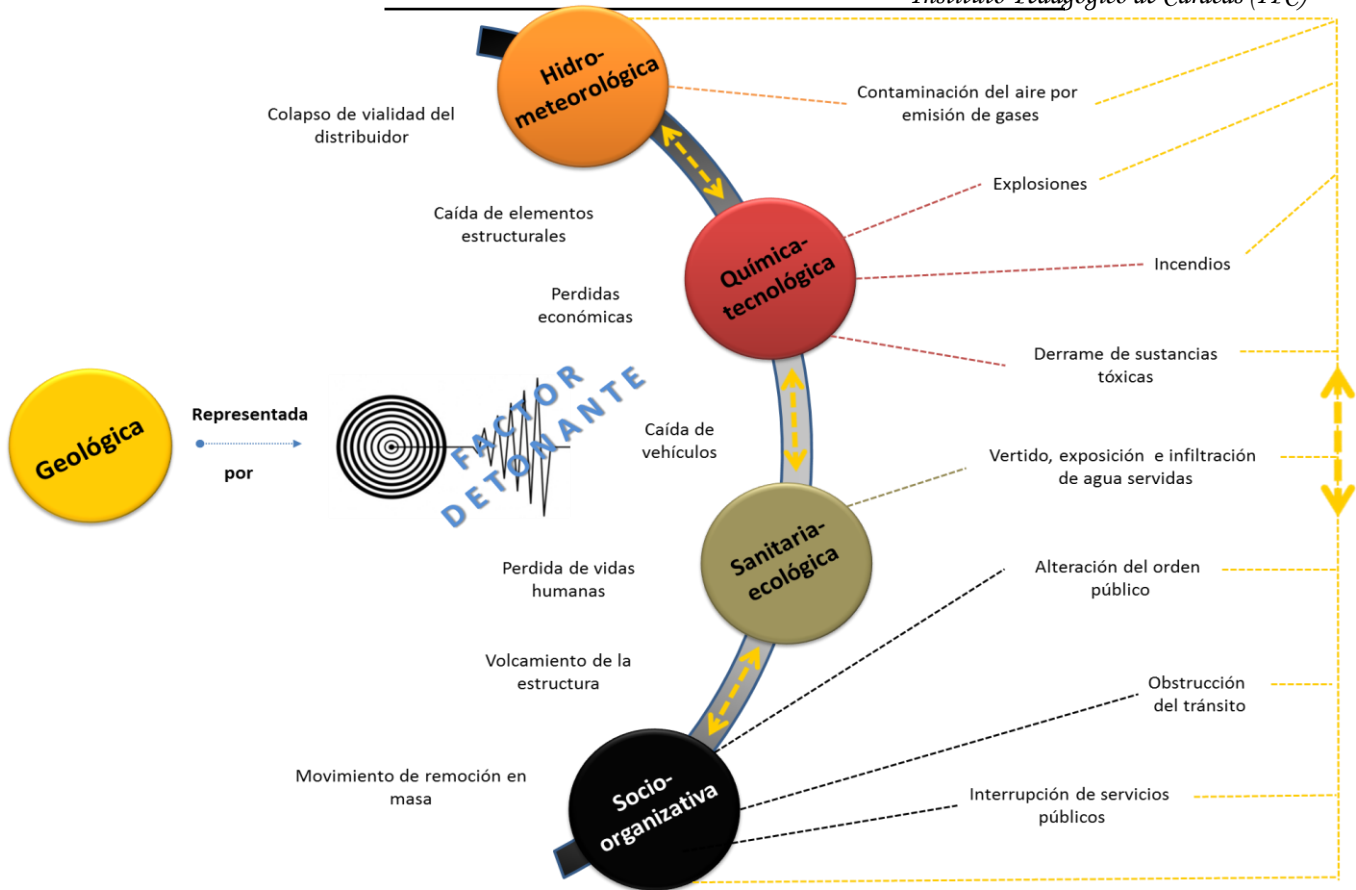 Instituto Pedagógico de Caracas (IPC)
Hidro-
meteorológica
Colapso de vialidad del
distribuidor
Contaminación del aire por
emisión de gases
Explosiones
Caída de elementos
estructurales
Química-
tecnológica
Incendios
Perdidas
económicas
Derrame de sustancias
tóxicas
Geológica
Representada
por
FACTOR
DETONANTE
Caída de
vehículos
Vertido, exposición e infiltración
de agua servidas
Sanitaria-
ecológica
Perdida de vidas
humanas
Alteración del orden
público
Volcamiento de la
estructura
Obstrucción
del tránsito
Movimiento de remoción en
masa
Socio-
organizativa
Interrupción de servicios
públicos